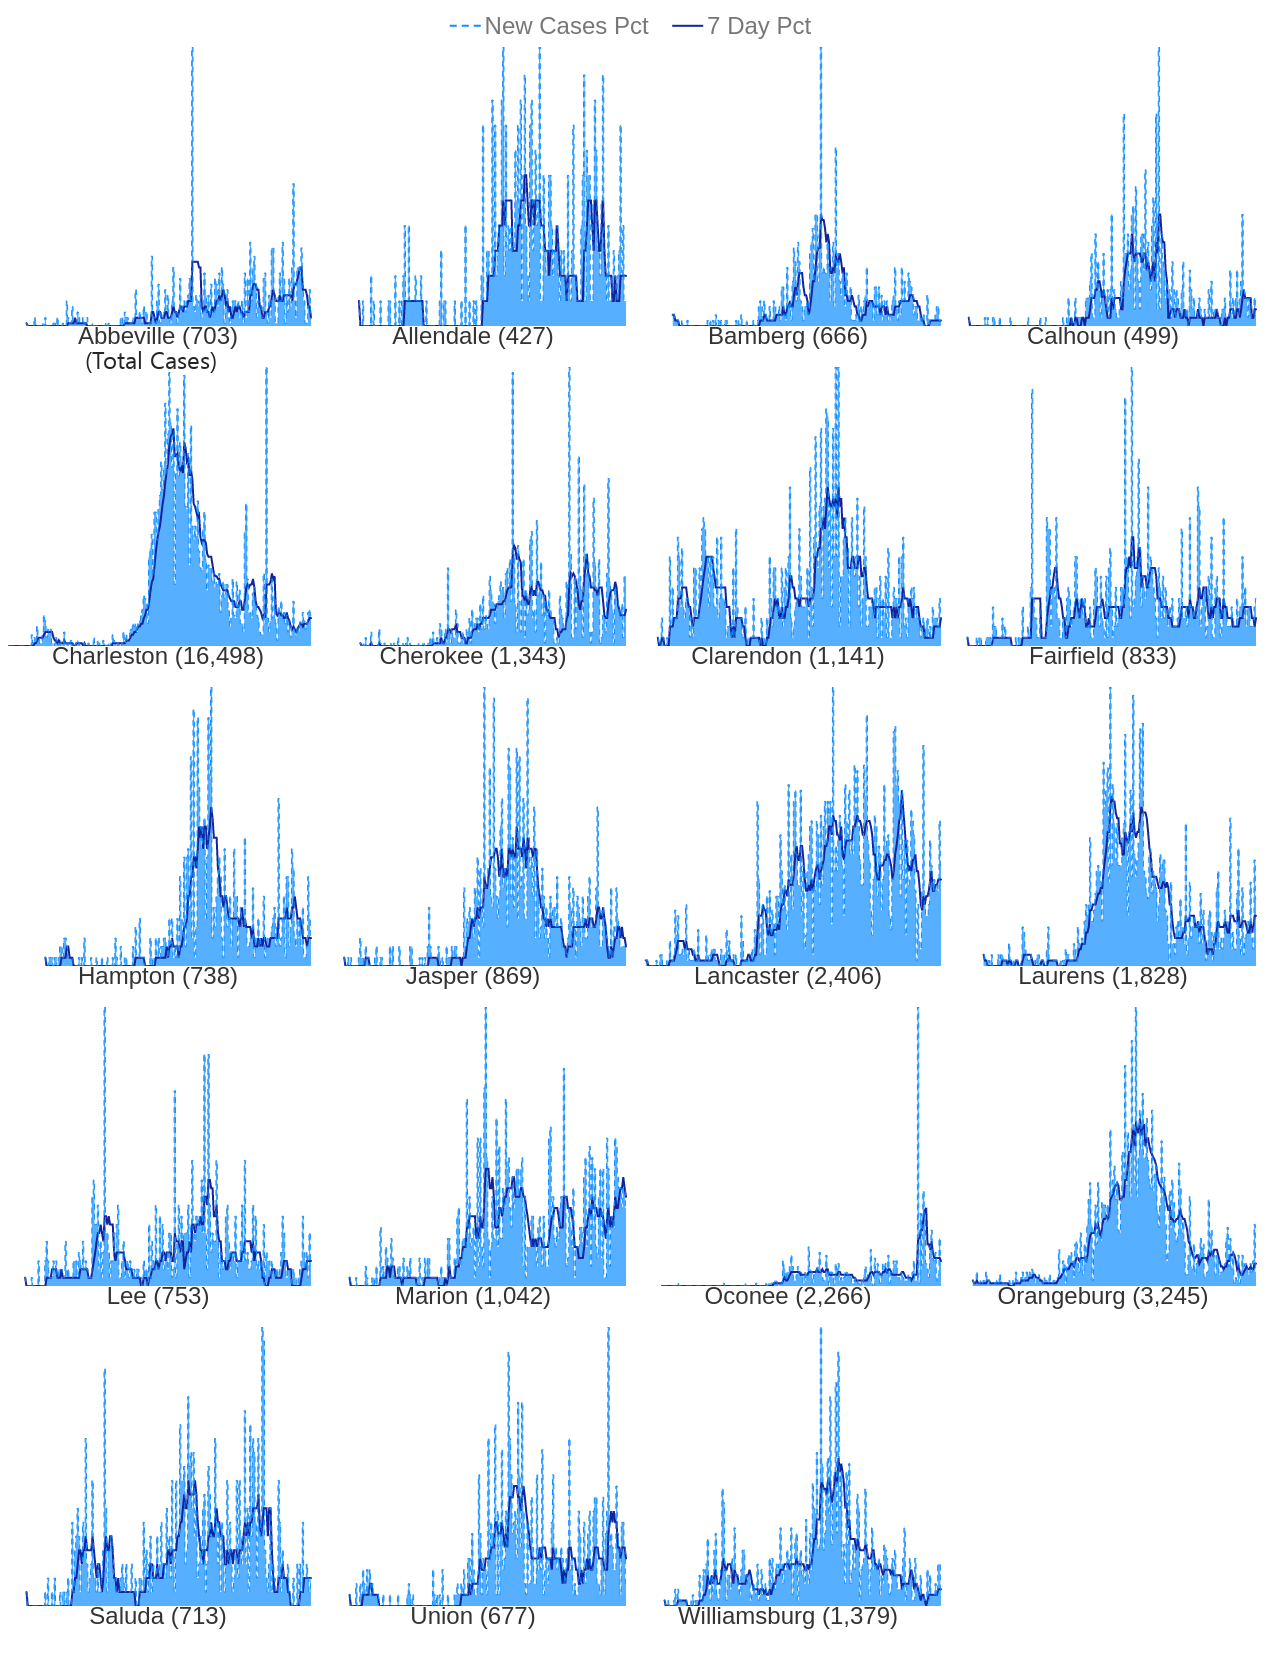 New Cases Pct 7 Day Pct
Abbeville (703) Allendale (427) Bamberg (666) Calhoun (499)
(Total Cases)
Charleston (16,498) Cherokee (1,343) Clarendon (1,141) Fairfield (833)
Hampton (738) Jasper (869) Lancaster (2,406) Laurens (1,828)
Lee (753) Marion (1,042) Oconee (2,266) Orangeburg (3,245)
Saluda (713) Union (677) Williamsburg (1,379)